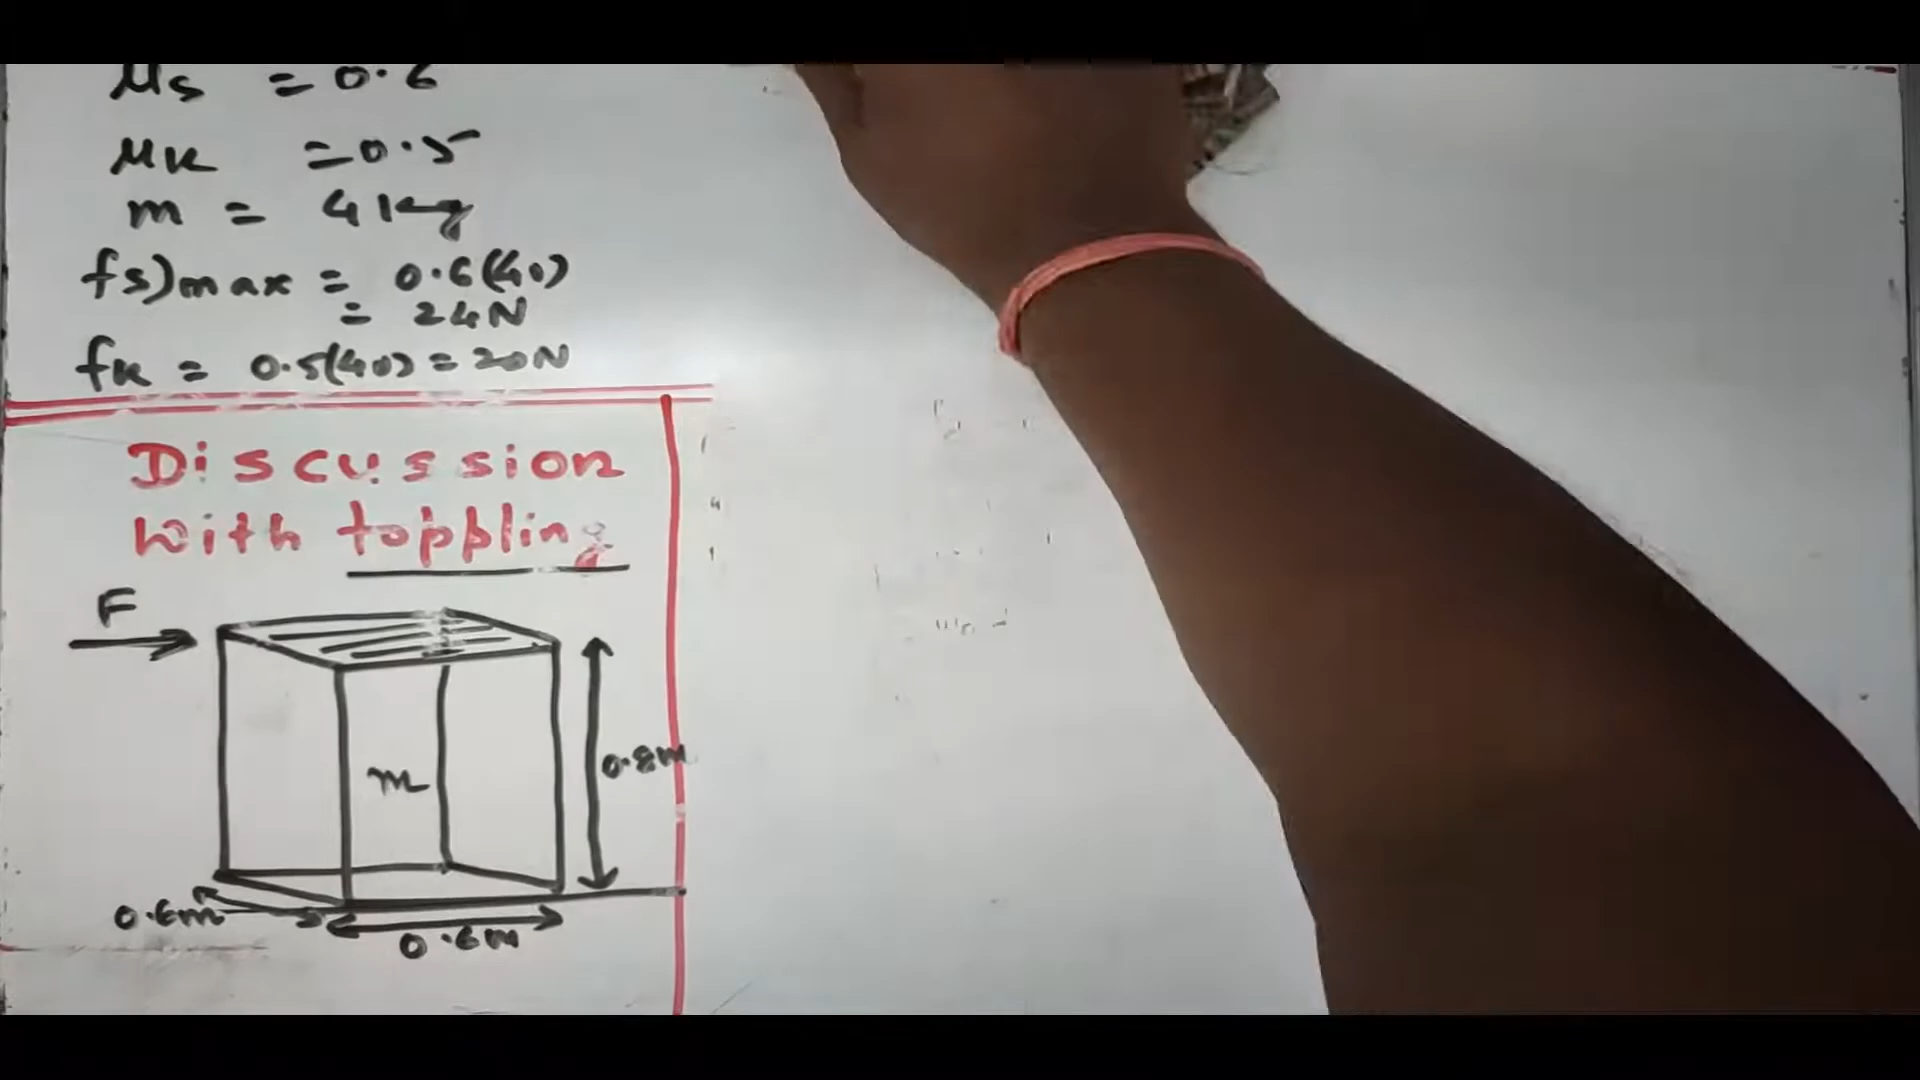 μs = 0.6
μk = 0.5
m = 4 kg
fs)max = 0.6(40)
= 24N
fk = 0.5(40) = 20N
Discussion
with toppling
F
0.8m
m
0.6m
0.6m